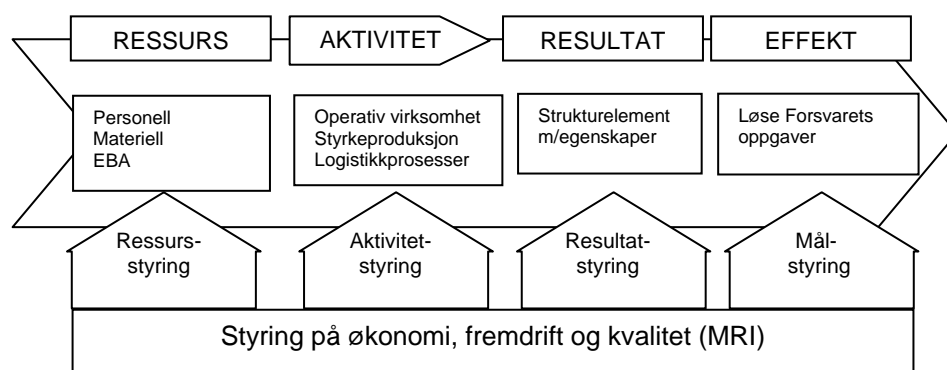 RESSURS
AKTIVITET
RESULTAT
EFFEKT
Personell
Materiell
EBA
Operativ virksomhet
Styrkeproduksjon
Logistikkprosesser
Strukturelement
m/egenskaper
Løse Forsvarets
oppgaver
Ressurs-
styring
Aktivitet-
styring
Resultat-
styring
Mål-
styring
Styring på økonomi, fremdrift og kvalitet (MRI)